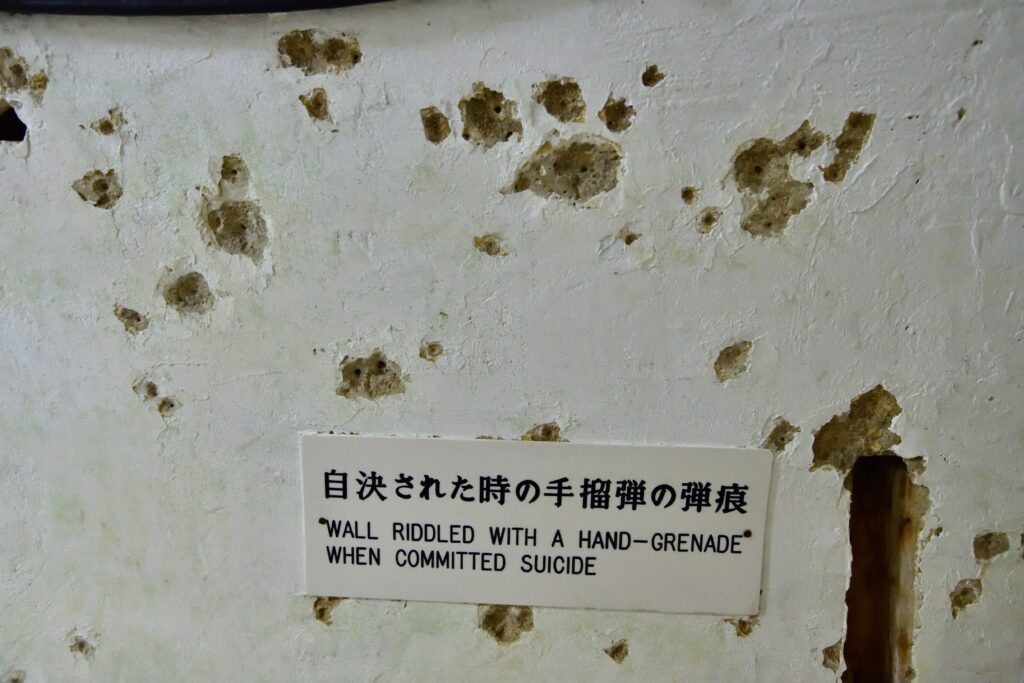 自決された時の手榴弾の弾痕
"WALL RIDDLED WITH A HAND-GRENADE"
WHEN COMMITTED SUICIDE